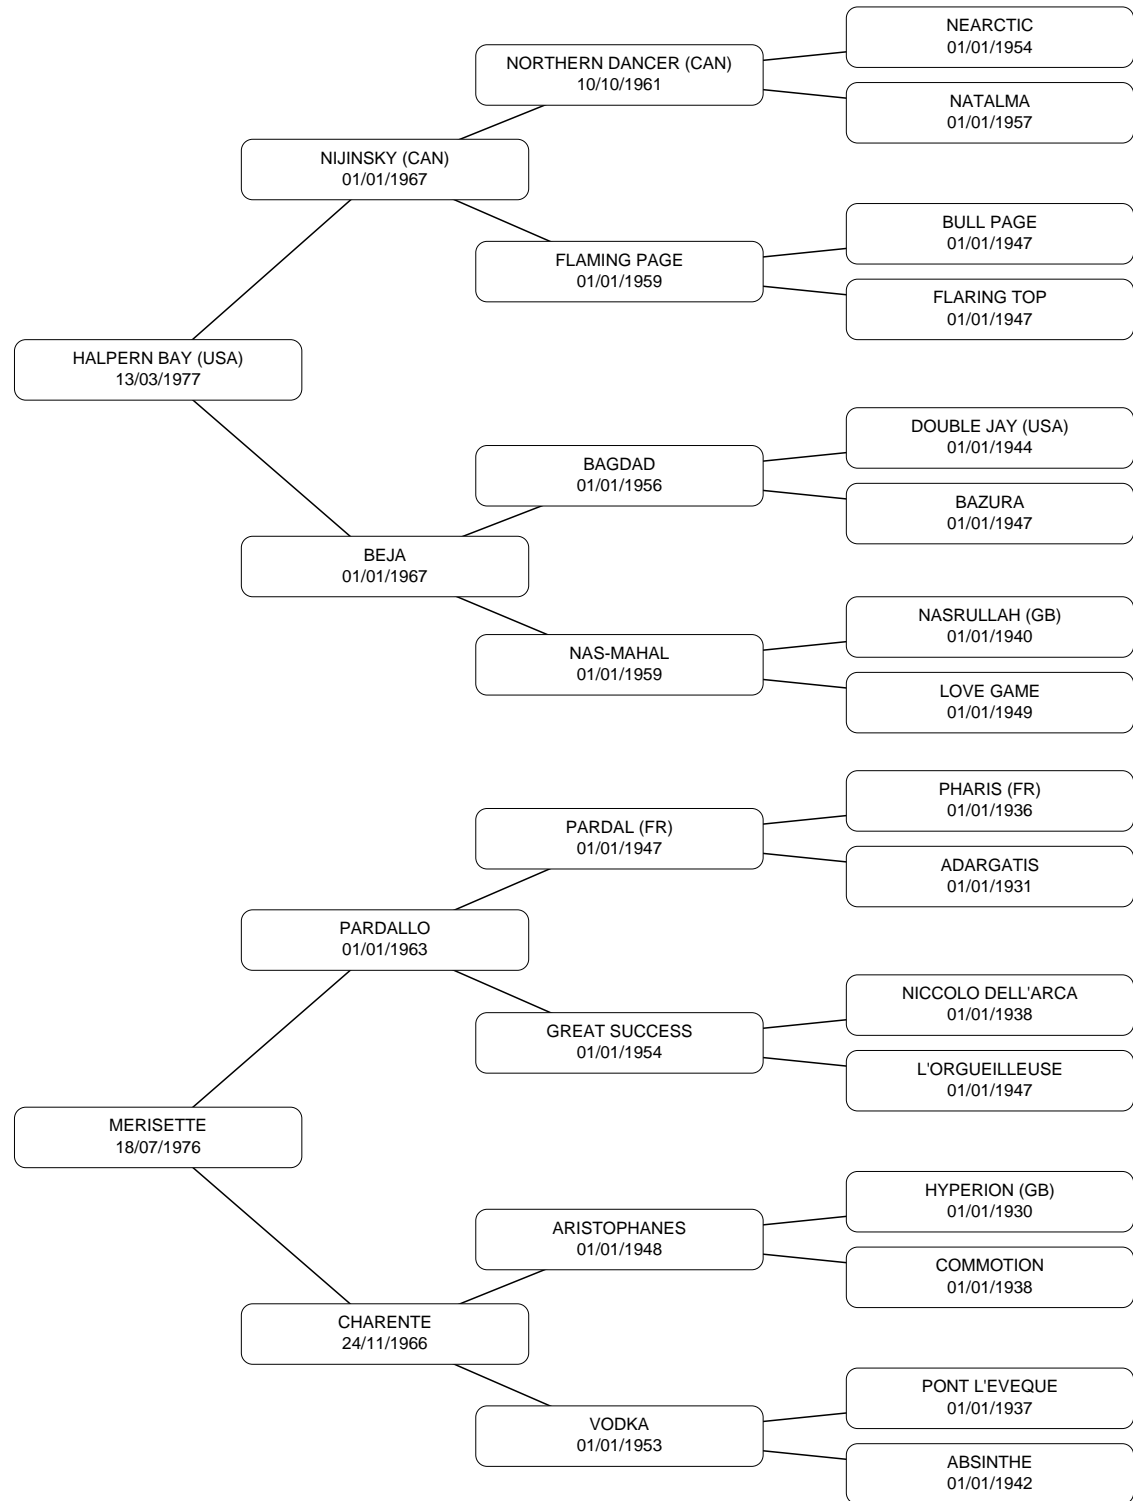 NEARCTIC
01/01/1954
NORTHERN DANCER (CAN)
10/10/1961
NATALMA
01/01/1957
NIJINSKY (CAN)
01/01/1967
BULL PAGE
01/01/1947
FLAMING PAGE
01/01/1959
FLARING TOP
01/01/1947
HALPERN BAY (USA)
13/03/1977
DOUBLE JAY (USA)
01/01/1944
BAGDAD
01/01/1956
BAZURA
01/01/1947
BEJA
01/01/1967
NASRULLAH (GB)
01/01/1940
NAS-MAHAL
01/01/1959
LOVE GAME
01/01/1949
PHARIS (FR)
01/01/1936
PARDAL (FR)
01/01/1947
ADARGATIS
01/01/1931
PARDALLO
01/01/1963
NICCOLO DELL'ARCA
01/01/1938
GREAT SUCCESS
01/01/1954
L'ORGUEILLEUSE
01/01/1947
MERISETTE
18/07/1976
HYPERION (GB)
01/01/1930
ARISTOPHANES
01/01/1948
COMMOTION
01/01/1938
CHARENTE
24/11/1966
PONT L'EVEQUE
01/01/1937
VODKA
01/01/1953
ABSINTHE
01/01/1942